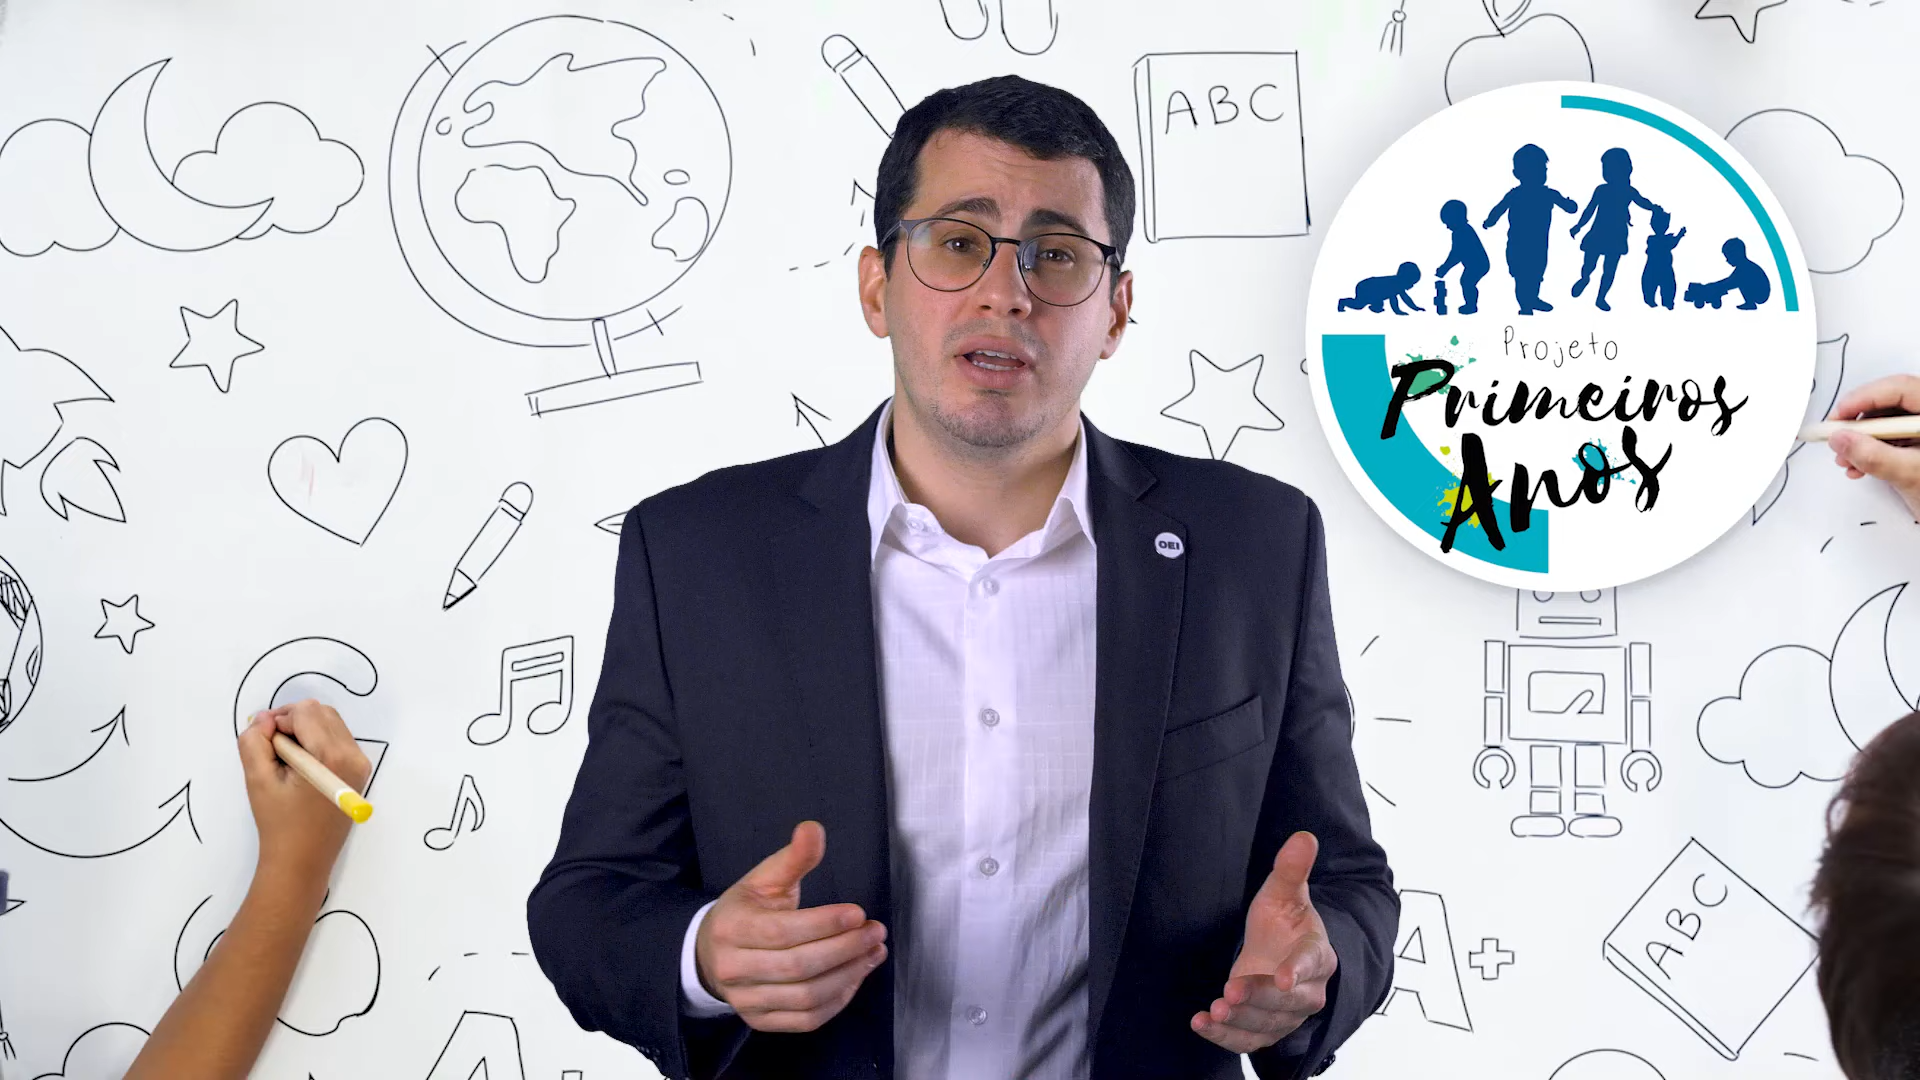 ABC
Projeto
Primeiros
Anos
OEI
A+
ABC